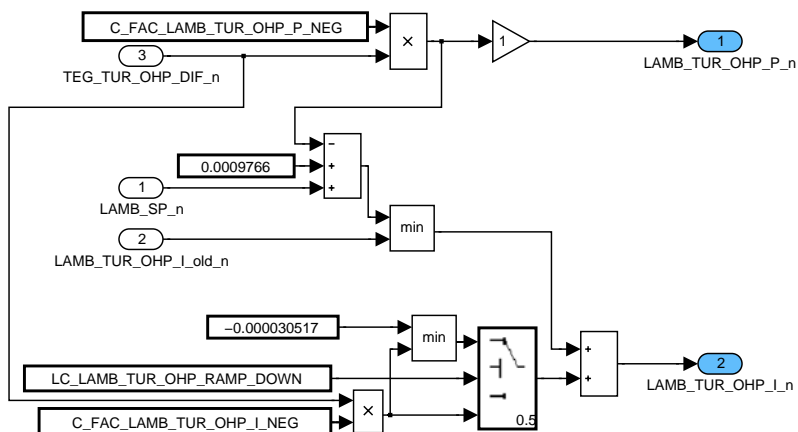 C_FAC_LAMB_TUR_OHP_P_NEG
×
1
1
3
TEG_TUR_OHP_DIF_n
LAMB_TUR_OHP_P_n
−
0.0009766
+
1
+
LAMB_SP_n
min
2
LAMB_TUR_OHP_I_old_n
−0.000030517
min
+
2
LC_LAMB_TUR_OHP_RAMP_DOWN
+
LAMB_TUR_OHP_I_n
×
C_FAC_LAMB_TUR_OHP_I_NEG
0.5